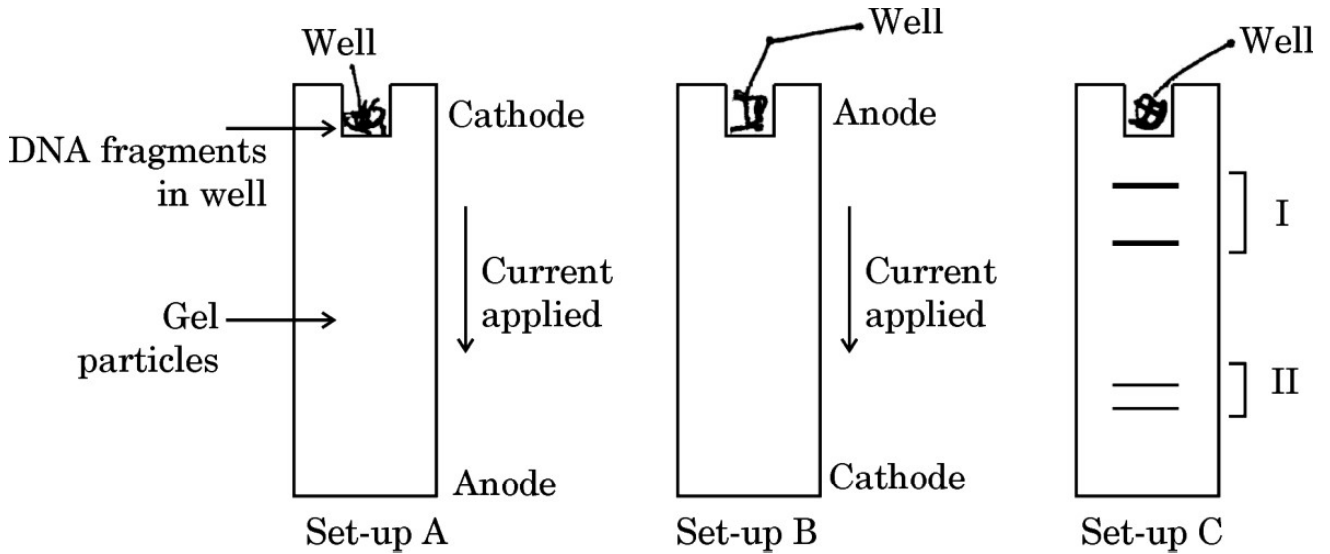 Well
Cathode
DNA fragments
in well
Current
applied
Gel
particles
Anode
Set-up A
Well
Anode
Current
applied
Cathode
Set-up B
Well
I
II
Set-up C